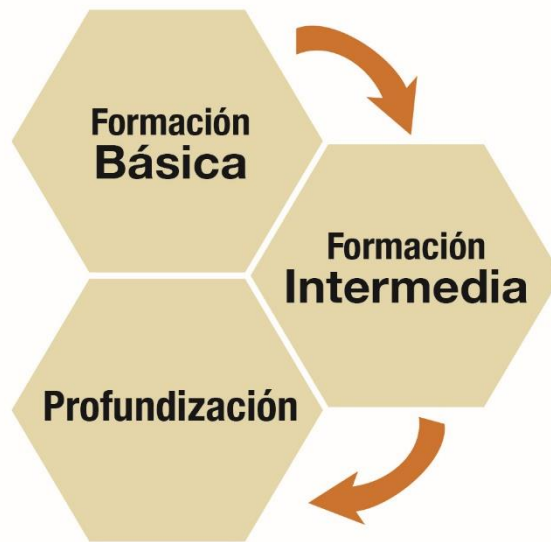 Formación
Básica
Formación
Intermedia
Profundización